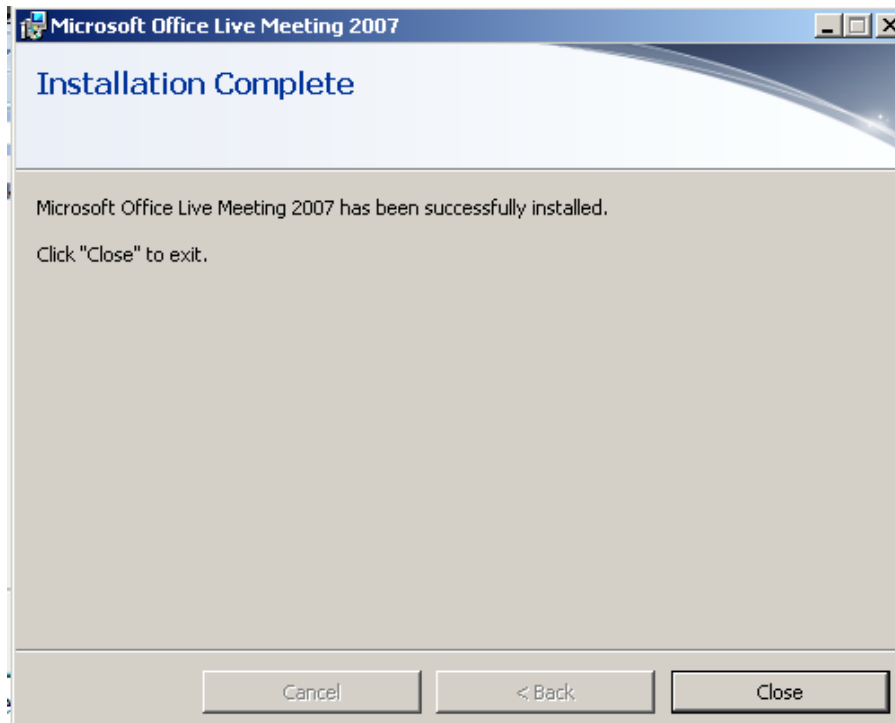 Microsoft Office Live Meeting 2007
Installation Complete
Microsoft Office Live Meeting 2007 has been successfully installed.
Click "Close" to exit.
Cancel
< Back
Close